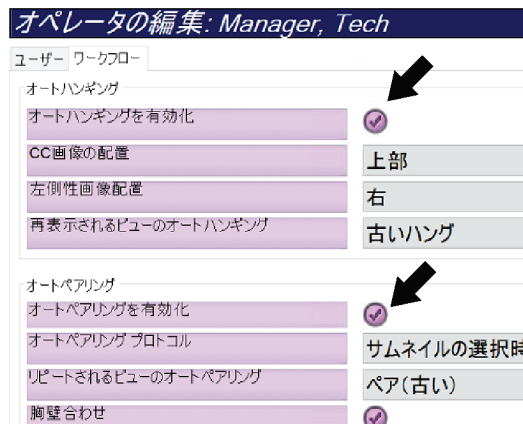 オペレータの編集: Manager, Tech
ユーザー ワークフロー
オートハンギング
オートハンギングを有効化
CC画像の配置 上部
左側性画像配置 右
再表示されるビューのオートハンギング 古いハング
オートペアリング
オートペアリングを有効化
オートペアリング プロトコル サムネイルの選択時
リピートされるビューのオートペアリング ペア(古い)
胸壁合わせ